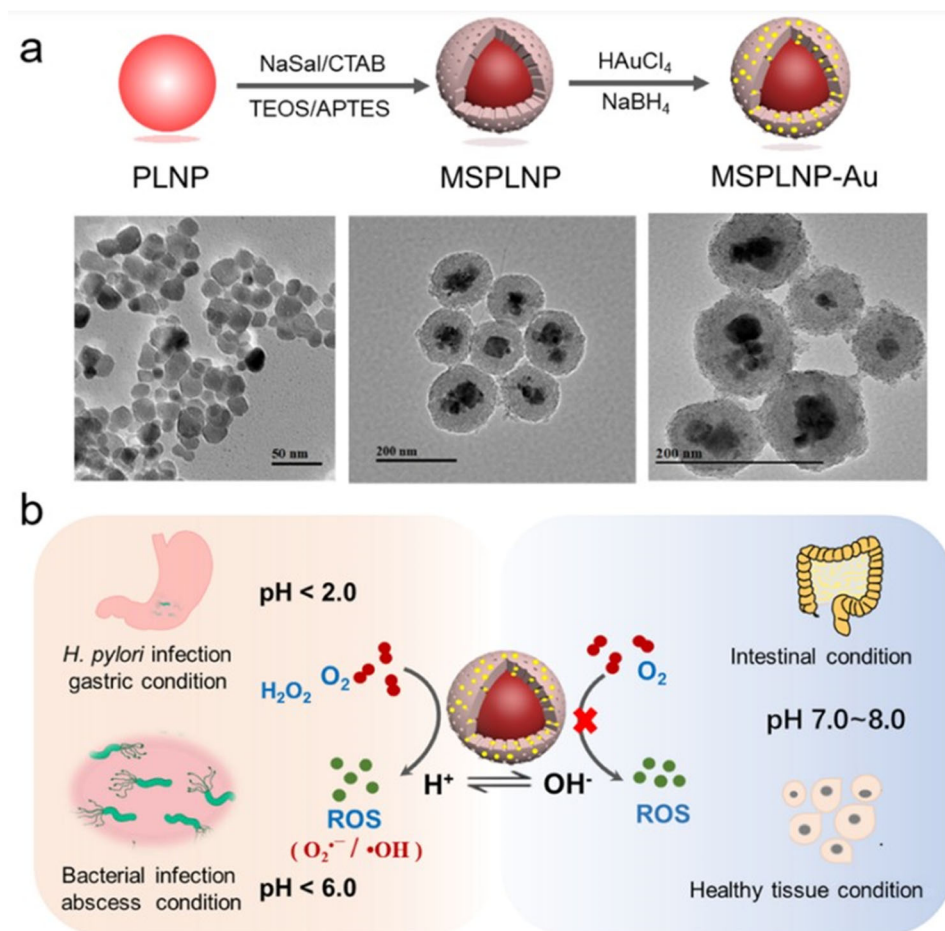 a
NaSal/CTAB
TEOS/APTES
HAuCl₄
NaBH₄
PLNP
MSPLNP
MSPLNP-Au
50 nm
200 nm
200 nm
b
pH < 2.0
H. pylori infection
gastric condition
H₂O₂ O₂
O₂
Intestinal condition
pH 7.0~8.0
H⁺ ⇌ OH⁻
ROS
( O₂•⁻ / •OH )
ROS
Bacterial infection
abscess condition
pH < 6.0
Healthy tissue condition